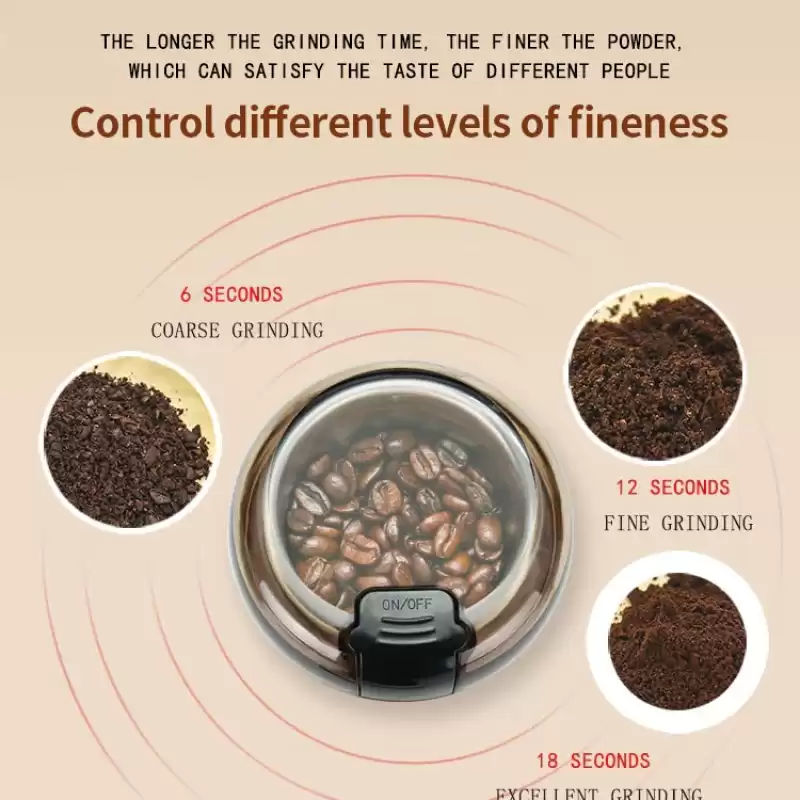 THE LONGER THE GRINDING TIME, THE FINER THE POWDER,
WHICH CAN SATISFY THE TASTE OF DIFFERENT PEOPLE
Control different levels of fineness
6 SECONDS
COARSE GRINDING
12 SECONDS
FINE GRINDING
ON/OFF
18 SECONDS
EXCELLENT GRINDING